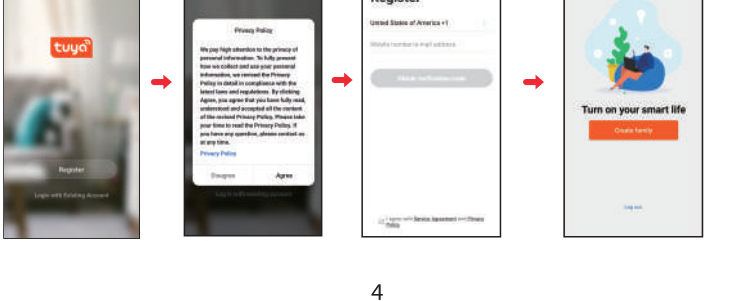 tuya
Register
Login with Existing Account
Privacy Policy
We pay high attention to the privacy of
personal information. To fully present
how we collect and use your personal
information, we revised the Privacy
Policy in detail in compliance with the
latest laws and regulations. By clicking
Agree, you agree that you have fully read,
understood and accepted all the content
of the revised Privacy Policy. Please take
your time to read the Privacy Policy. If
you have any question, please contact us
at any time.
Privacy Policy
Disagree Agree
Log in with existing account
Register
United States of America +1
Mobile number/e-mail address
Obtain verification code
I agree with Service Agreement and Privacy
Policy
Turn on your smart life
Create family
Log out
4